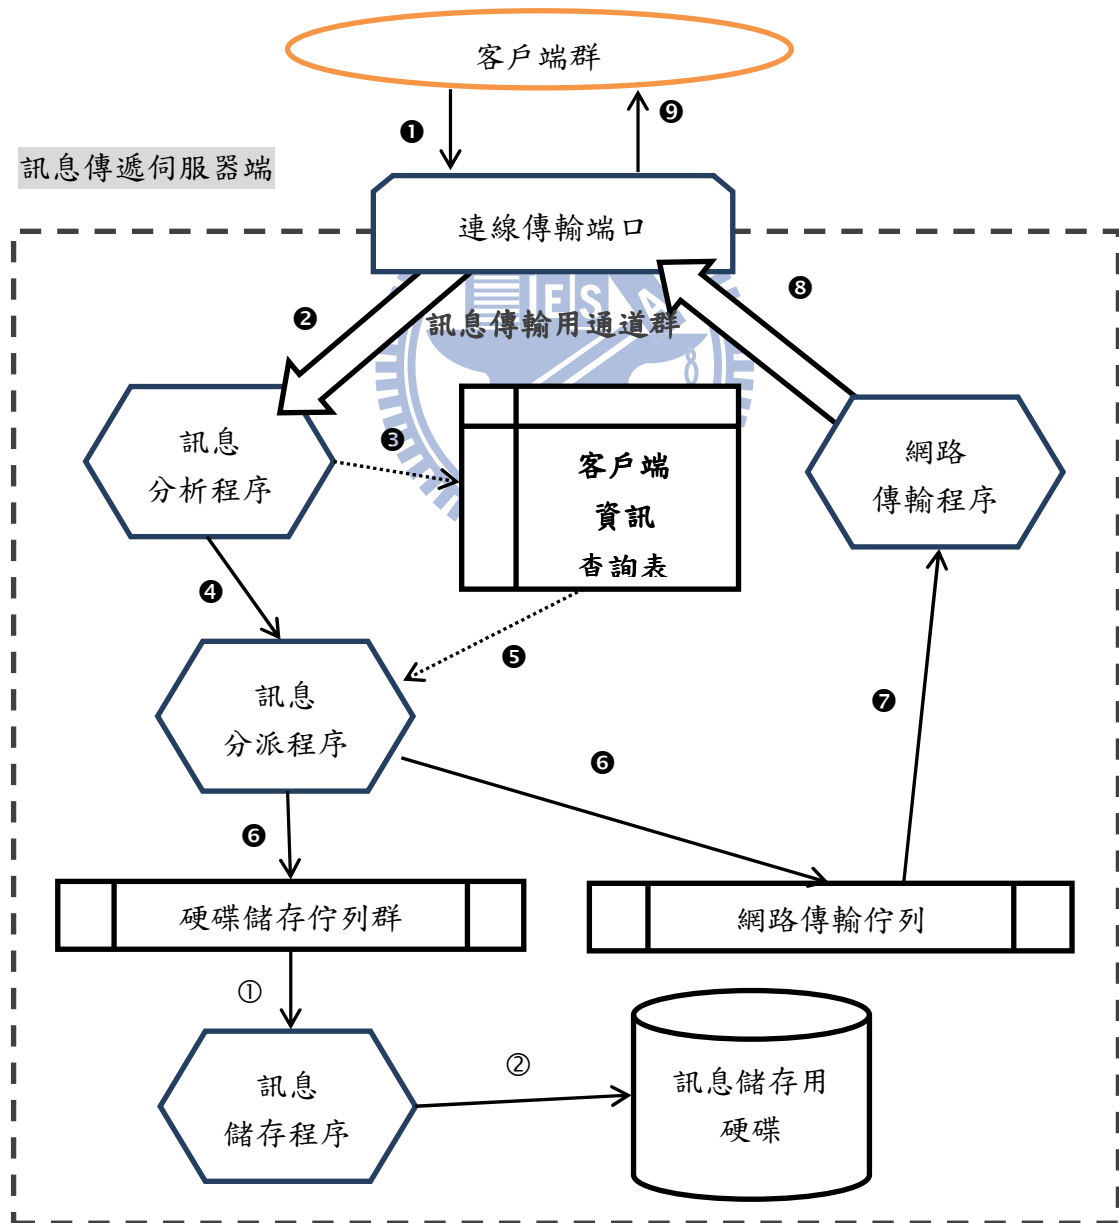 客戶端群
❶
❾
訊息傳遞伺服器端
連線傳輸端口
❷
❽
ESA
訊息傳輸用通道群
8
訊息
分析程序
❸
客戶端
資訊
查詢表
網路
傳輸程序
❹
❺
訊息
分派程序
❻
❼
❻
硬碟儲存佇列群
網路傳輸佇列
①
訊息
儲存程序
②
訊息儲存用
硬碟